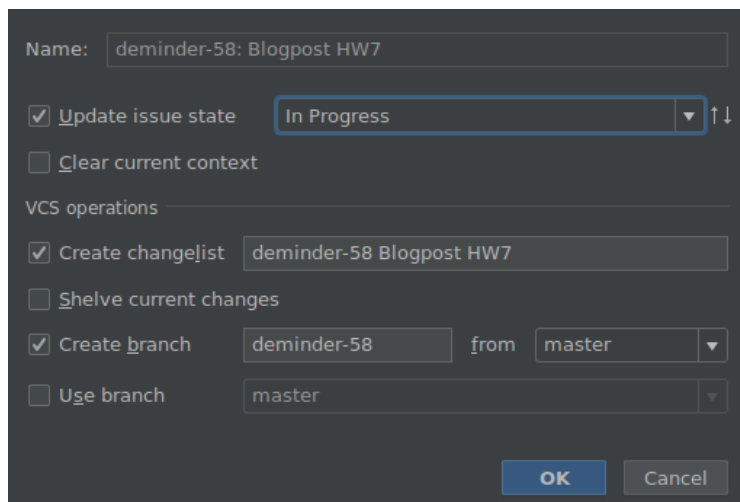 Name: deminder-58: Blogpost HW7
Update issue state In Progress
Clear current context
VCS operations
Create changelist deminder-58 Blogpost HW7
Shelve current changes
Create branch deminder-58 from master
Use branch master
OK Cancel